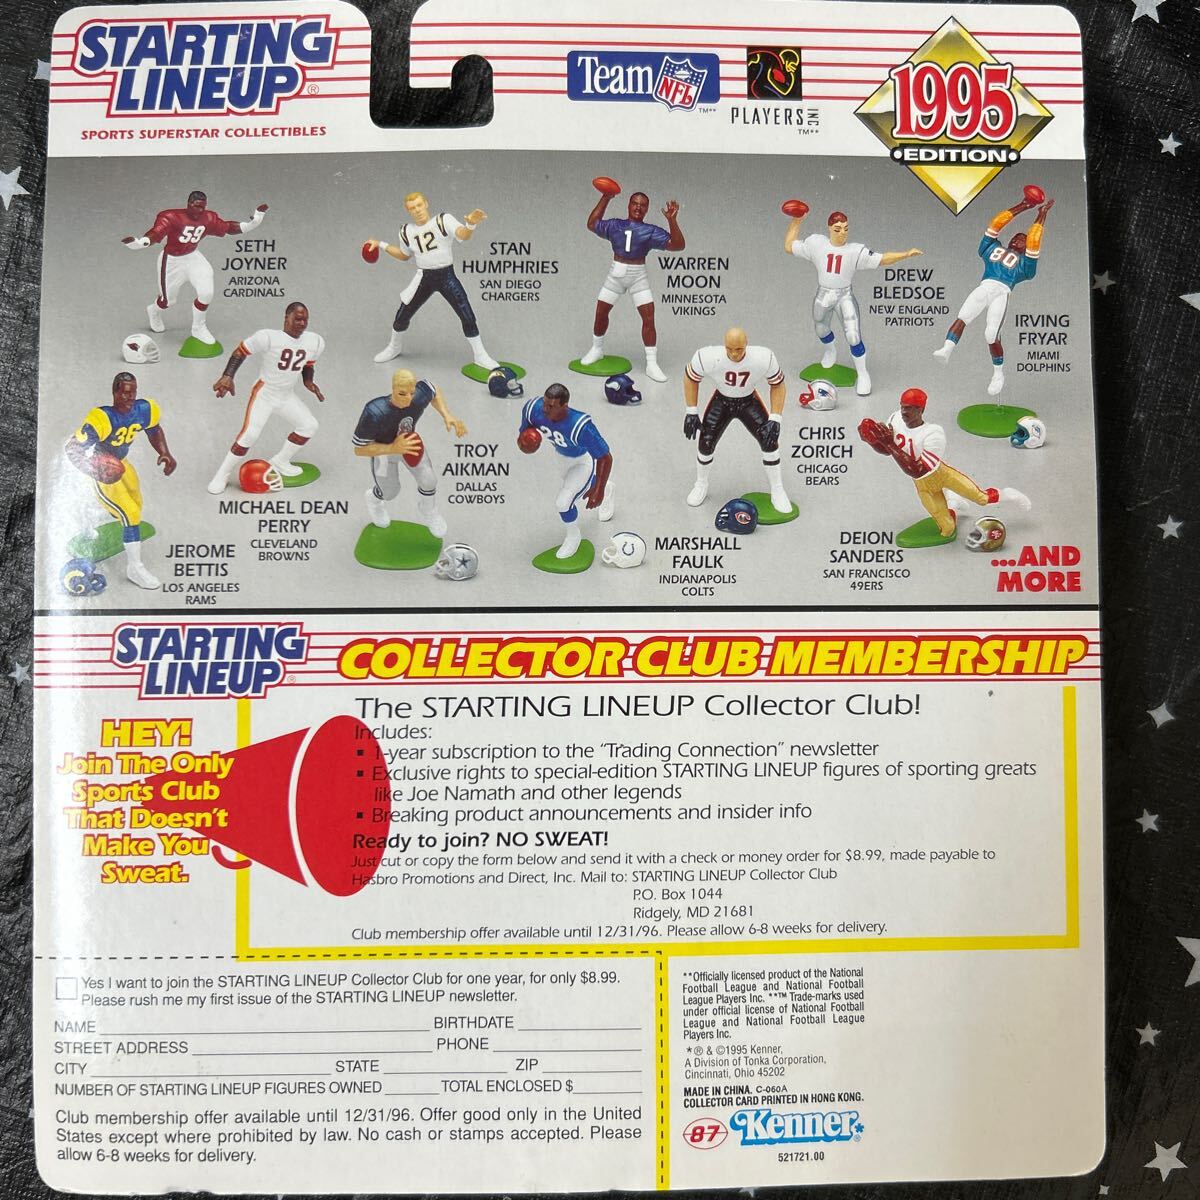 STARTING
LINEUP®
SPORTS SUPERSTAR COLLECTIBLES
Team NFL
TM**
PLAYERS INC
TM**
1995
•EDITION•
59
SETH
JOYNER
ARIZONA
CARDINALS
12
STAN
HUMPHRIES
SAN DIEGO
CHARGERS
1
WARREN
MOON
MINNESOTA
VIKINGS
11
DREW
BLEDSOE
NEW ENGLAND
PATRIOTS
80
IRVING
FRYAR
MIAMI
DOLPHINS
36
JEROME
BETTIS
LOS ANGELES
RAMS
92
MICHAEL DEAN
PERRY
CLEVELAND
BROWNS
8
TROY
AIKMAN
DALLAS
COWBOYS
28
MARSHALL
FAULK
INDIANAPOLIS
COLTS
97
CHRIS
ZORICH
CHICAGO
BEARS
21
DEION
SANDERS
SAN FRANCISCO
49ERS
...AND
MORE
STARTING
LINEUP®
COLLECTOR CLUB MEMBERSHIP
HEY!
Join The Only
Sports Club
That Doesn't
Make You
Sweat.
The STARTING LINEUP Collector Club!
Includes:
▪ 1-year subscription to the "Trading Connection" newsletter
▪ Exclusive rights to special-edition STARTING LINEUP figures of sporting greats
like Joe Namath and other legends
▪ Breaking product announcements and insider info
Ready to join? NO SWEAT!
Just cut or copy the form below and send it with a check or money order for $8.99, made payable to
Hasbro Promotions and Direct, Inc. Mail to: STARTING LINEUP Collector Club
P.O. Box 1044
Ridgely, MD 21681
Club membership offer available until 12/31/96. Please allow 6-8 weeks for delivery.
Yes I want to join the STARTING LINEUP Collector Club for one year, for only $8.99.
Please rush me my first issue of the STARTING LINEUP newsletter.
NAME BIRTHDATE
STREET ADDRESS PHONE
CITY STATE ZIP
NUMBER OF STARTING LINEUP FIGURES OWNED TOTAL ENCLOSED $
Club membership offer available until 12/31/96. Offer good only in the United
States except where prohibited by law. No cash or stamps accepted. Please
allow 6-8 weeks for delivery.
**Officially licensed product of the National
Football League and National Football
League Players Inc. **™ Trade-marks used
under official license of National Football
League and National Football League
Players Inc.
*® & ©1995 Kenner,
A Division of Tonka Corporation,
Cincinnati, Ohio 45202
MADE IN CHINA. C-060A
COLLECTOR CARD PRINTED IN HONG KONG.
87 Kenner®*
521721.00